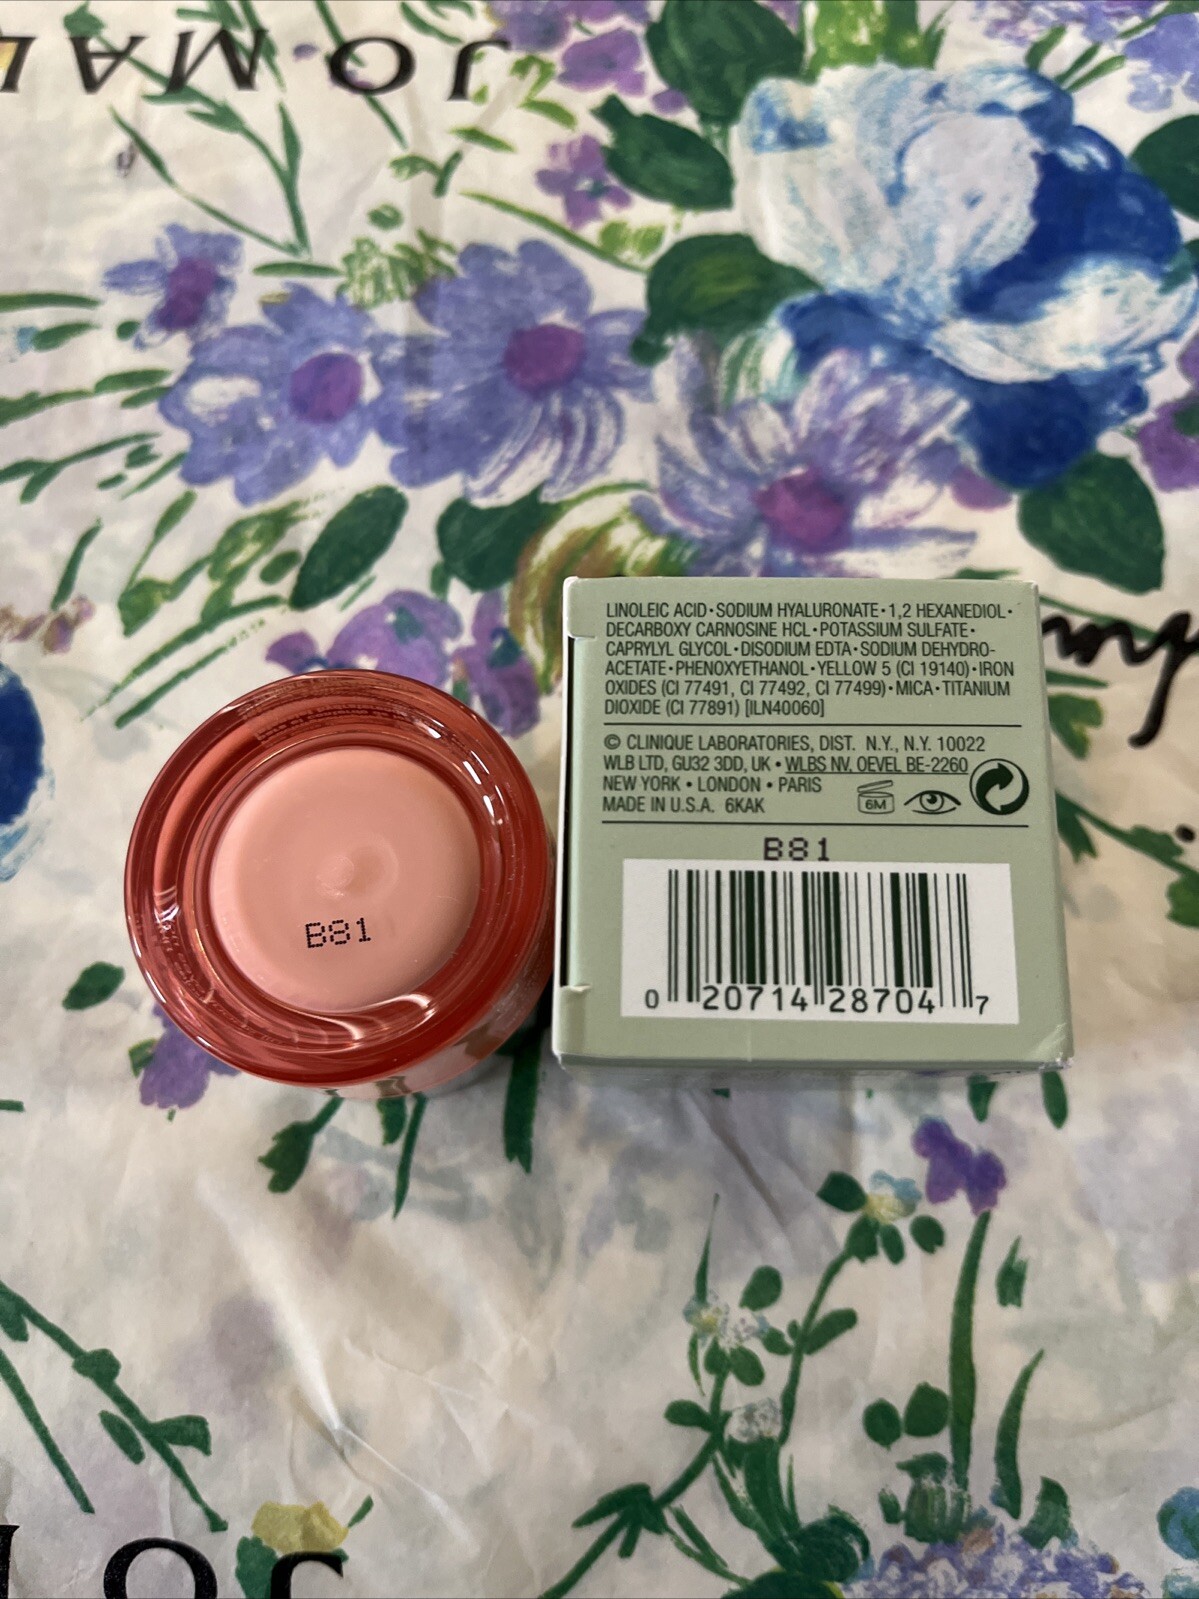 JO MAL
LINOLEIC ACID•SODIUM HYALURONATE•1,2 HEXANEDIOL•
DECARBOXY CARNOSINE HCL•POTASSIUM SULFATE•
CAPRYLYL GLYCOL•DISODIUM EDTA•SODIUM DEHYDRO-
ACETATE•PHENOXYETHANOL•YELLOW 5 (CI 19140)•IRON
OXIDES (CI 77491, CI 77492, CI 77499)•MICA•TITANIUM
DIOXIDE (CI 77891) [ILN40060]
© CLINIQUE LABORATORIES, DIST. N.Y., N.Y. 10022
WLB LTD, GU32 3DD, UK • WLBS NV, OEVEL BE-2260
NEW YORK • LONDON • PARIS
MADE IN U.S.A. 6KAK
6M
B81
0 20714 28704 7
B81
JO